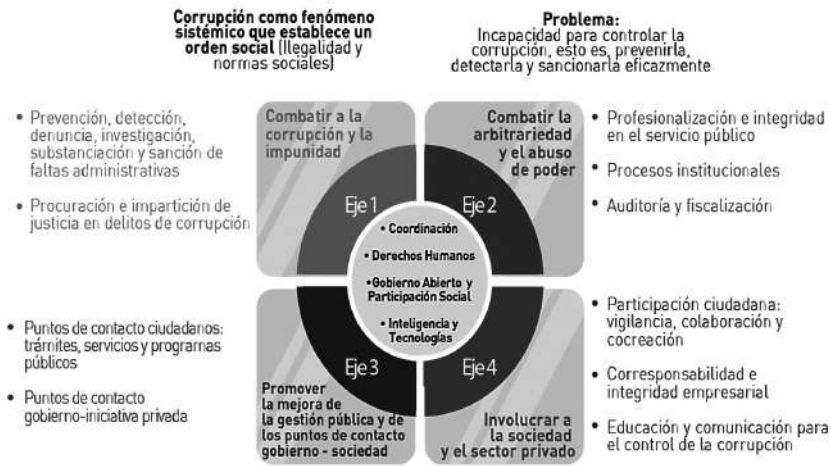 Corrupción como fenómeno
sistémico que establece un
orden social (Ilegalidad y
normas sociales)
Problema:
Incapacidad para controlar la
corrupción, esto es, prevenirla,
detectarla y sancionarla eficazmente
• Prevención, detección,
denuncia, investigación,
substanciación y sanción de
faltas administrativas
• Procuración e impartición de
justicia en delitos de corrupción
Combatir a la
corrupción y la
impunidad
Eje 1
Combatir la
arbitrariedad
y el abuso
de poder
Eje 2
• Profesionalización e integridad
en el servicio público
• Procesos institucionales
• Auditoría y fiscalización
• Coordinación
• Derechos Humanos
•Gobierno Abierto y
Participación Social
• Inteligencia y
Tecnologías
• Puntos de contacto ciudadanos:
trámites, servicios y programas
públicos
• Puntos de contacto
gobierno-iniciativa privada
Eje 3
Promover
la mejora de
la gestión pública y de
los puntos de contacto
gobierno - sociedad
Eje 4
Involucrar a
la sociedad
y el sector privado
• Participación ciudadana:
vigilancia, colaboración y
cocreación
• Corresponsabilidad e
integridad empresarial
• Educación y comunicación para
el control de la corrupción